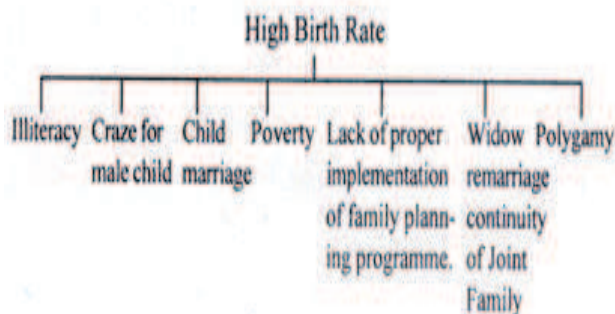 High Birth Rate
Illiteracy
Craze for
male child
Child
marriage
Poverty
Lack of proper
implementation
of family plann-
ing programme.
Widow
remarriage
continuity
of Joint
Family
Polygamy